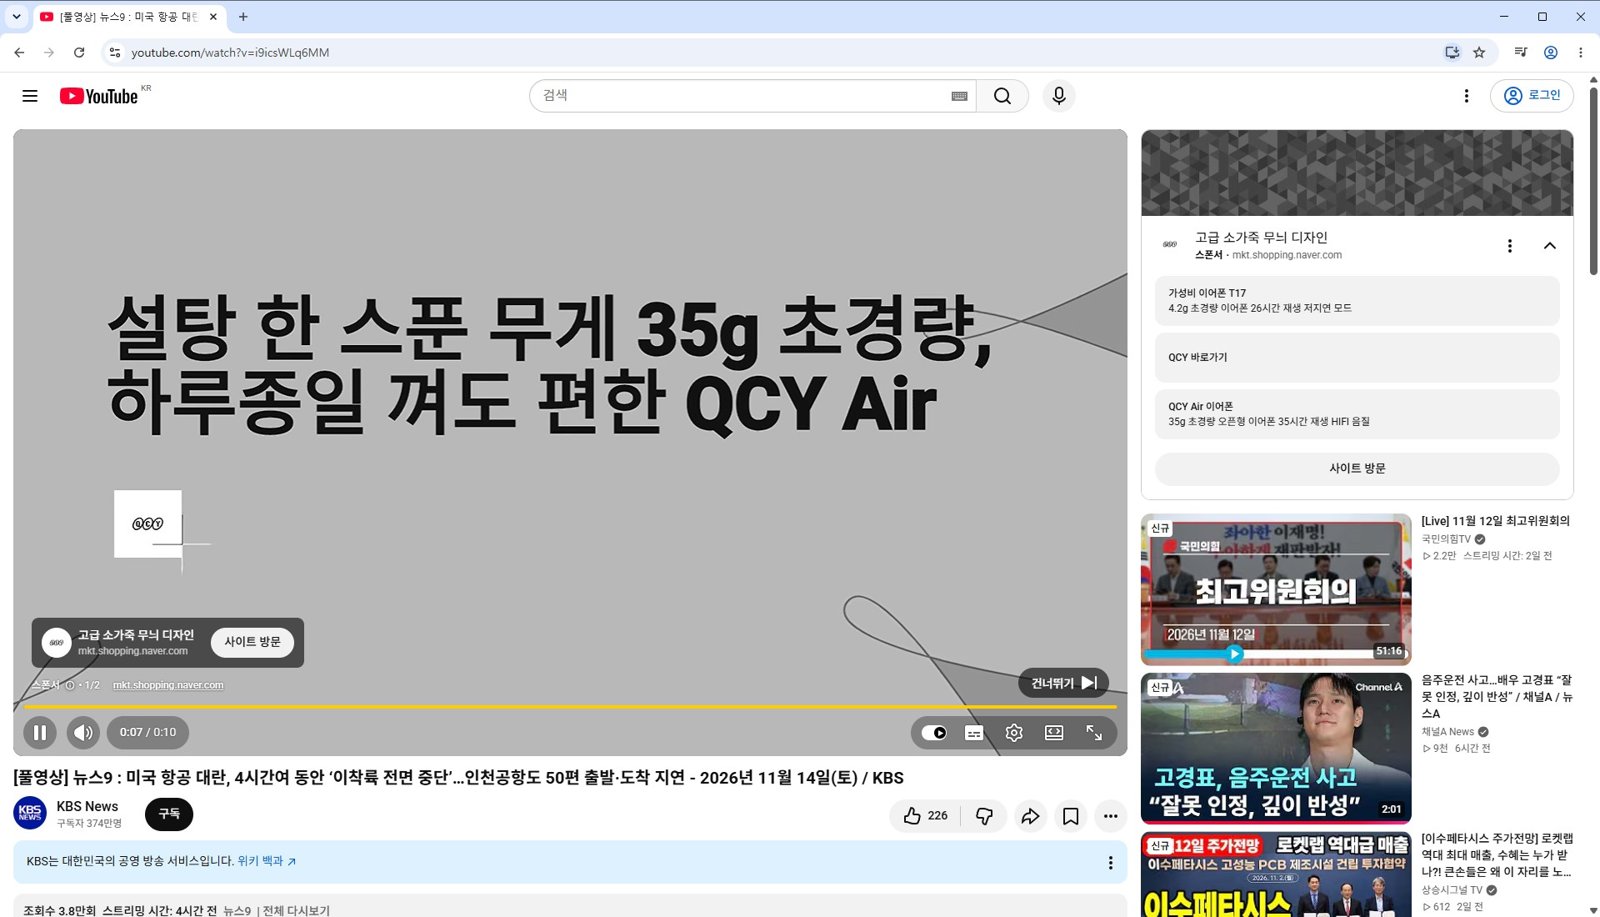 [풀영상] 뉴스9 : 미국 항공 대란
youtube.com/watch?v=i9icsWLq6MM
YouTube KR
검색
로그인
설탕 한 스푼 무게 35g 초경량,
하루종일 껴도 편한 QCY Air
QCY
고급 소가죽 무늬 디자인
mkt.shopping.naver.com
사이트 방문
스폰서 • 1/2 mkt.shopping.naver.com
건너뛰기
0:07 / 0:10
[풀영상] 뉴스9 : 미국 항공 대란, 4시간여 동안 ‘이착륙 전면 중단’…인천공항도 50편 출발·도착 지연 - 2026년 11월 14일(토) / KBS
KBS NEWS
KBS News
구독자 374만명
구독
226
KBS는 대한민국의 공영 방송 서비스입니다. 위키 백과
조회수 3.8만회 스트리밍 시간: 4시간 전 뉴스9 | 전체 다시보기
고급 소가죽 무늬 디자인
스폰서 · mkt.shopping.naver.com
가성비 이어폰 T17
4.2g 초경량 이어폰 26시간 재생 저지연 모드
QCY 바로가기
QCY Air 이어폰
35g 초경량 오픈형 이어폰 35시간 재생 HIFI 음질
사이트 방문
신규
좌아한 이재명!
국민의힘
최고위원회의
2026년 11월 12일
51:16
[Live] 11월 12일 최고위원회의
국민의힘TV
2.2만 스트리밍 시간: 2일 전
신규
Channel A
고경표, 음주운전 사고
“잘못 인정, 깊이 반성”
2:01
음주운전 사고…배우 고경표 “잘
못 인정, 깊이 반성” / 채널A / 뉴
스A
채널A News
9천 6시간 전
신규
12일 주가전망] 로켓랩 역대급 매출
이수페타시스 고성능 PCB 제조시설 건립 투자협약
2026. 11. 2.(월)
이수페타시스
[이수페타시스 주가전망] 로켓랩
역대 최대 매출, 수혜는 누가 받
나?! 큰손들은 왜 이 자리를 노...
상승시그널 TV
612 2일 전